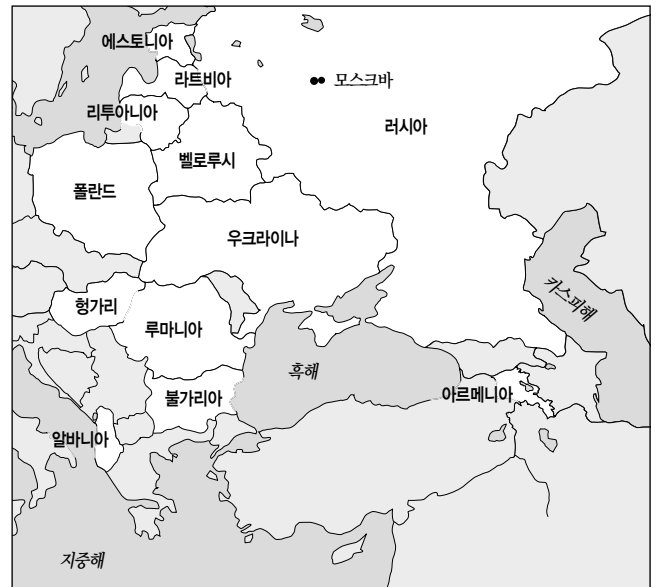 에스토니아
라트비아
모스크바
리투아니아
러시아
벨로루시
폴란드
우크라이나
카스피해
헝가리
루마니아
흑해
불가리아
아르메니아
알바니아
지중해